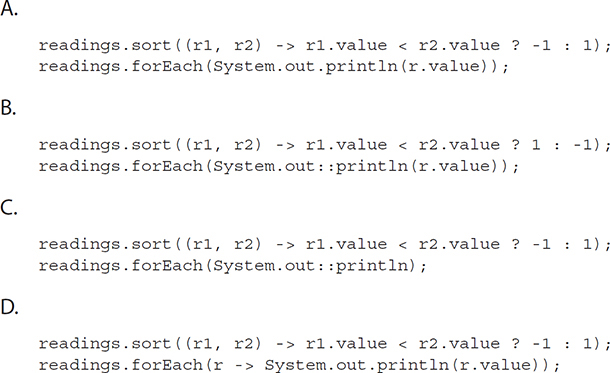 A.
readings.sort((r1, r2) -> r1.value < r2.value ? -1 : 1);
readings.forEach(System.out.println(r.value));
B.
readings.sort((r1, r2) -> r1.value < r2.value ? 1 : -1);
readings.forEach(System.out::println(r.value));
C.
readings.sort((r1, r2) -> r1.value < r2.value ? -1 : 1);
readings.forEach(System.out::println);
D.
readings.sort((r1, r2) -> r1.value < r2.value ? -1 : 1);
readings.forEach(r -> System.out.println(r.value));